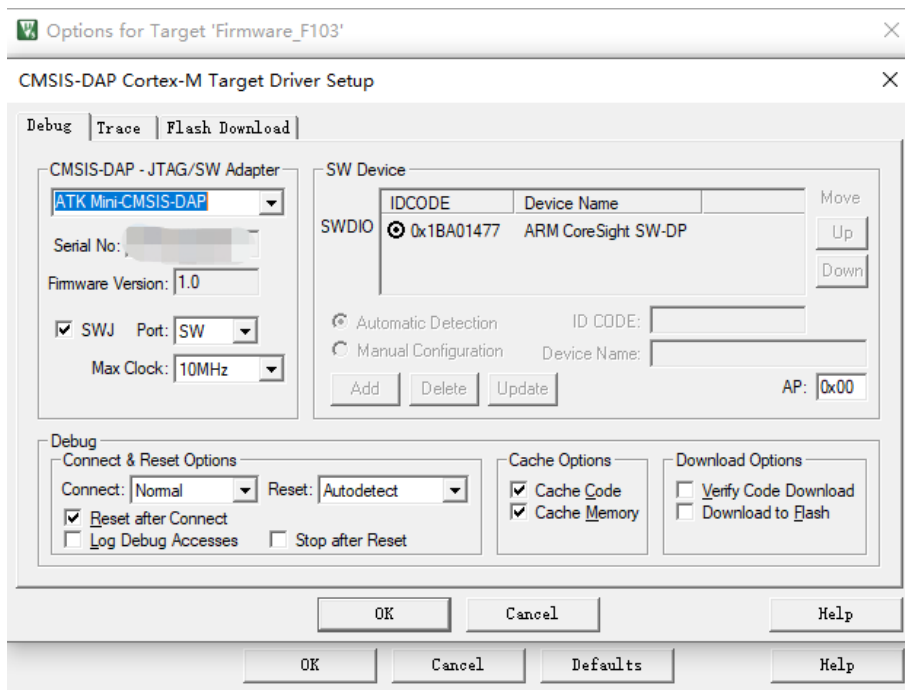 Options for Target 'Firmware_F103'
CMSIS-DAP Cortex-M Target Driver Setup
Debug Trace Flash Download
CMSIS-DAP - JTAG/SW Adapter
ATK Mini-CMSIS-DAP
Serial No:
Firmware Version: 1.0
SWJ Port: SW
Max Clock: 10MHz
SW Device
IDCODE Device Name
SWDIO 0x1BA01477 ARM CoreSight SW-DP
Move
Up
Down
Automatic Detection ID CODE:
Manual Configuration Device Name:
Add Delete Update AP: 0x00
Debug
Connect & Reset Options
Connect: Normal Reset: Autodetect
Reset after Connect
Log Debug Accesses Stop after Reset
Cache Options
Cache Code
Cache Memory
Download Options
Verify Code Download
Download to Flash
OK Cancel Help
OK Cancel Defaults Help